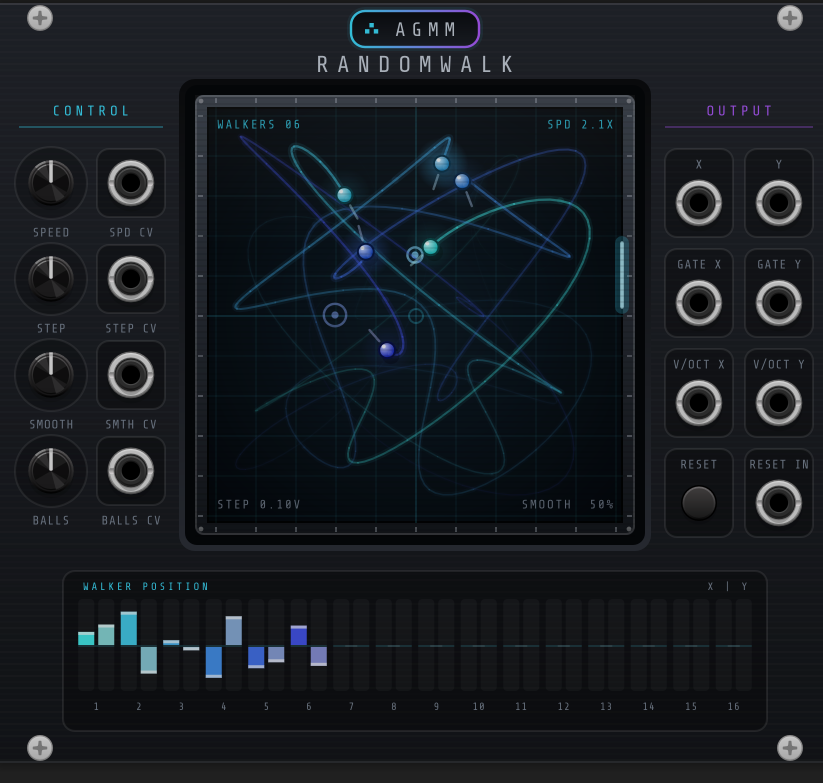 AGMM
RANDOMWALK
CONTROL
OUTPUT
WALKERS 06
SPD 2.1X
X
Y
SPEED
SPD CV
GATE X
GATE Y
STEP
STEP CV
V/OCT X
V/OCT Y
SMOOTH
SMTH CV
RESET
RESET IN
STEP 0.10V
SMOOTH 50%
BALLS
BALLS CV
WALKER POSITION
X | Y
1 2 3 4 5 6 7 8 9 10 11 12 13 14 15 16